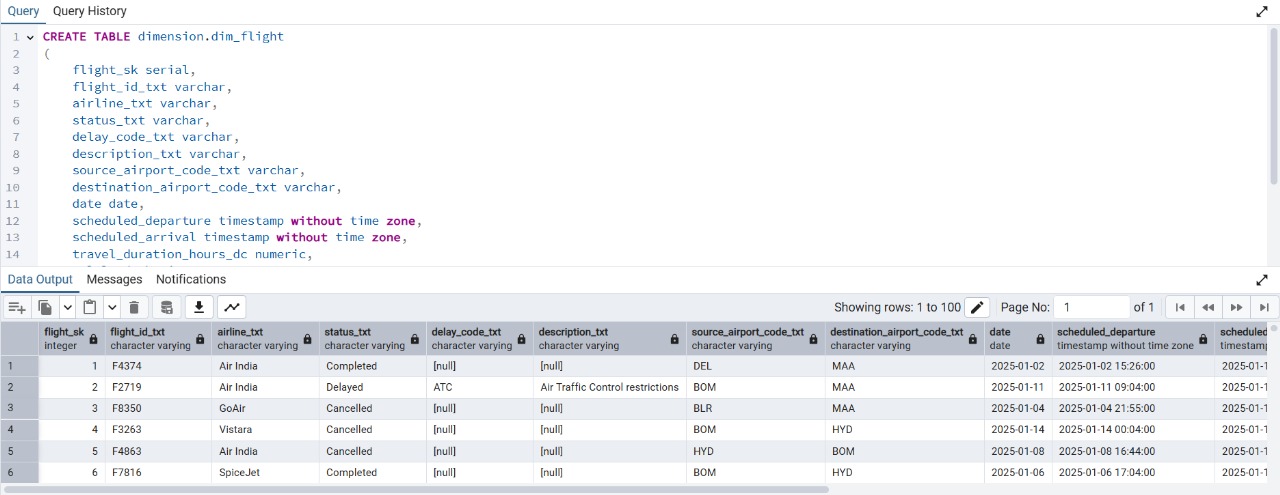 Query Query History
1 CREATE TABLE dimension.dim_flight
2 (
3 flight_sk serial,
4 flight_id_txt varchar,
5 airline_txt varchar,
6 status_txt varchar,
7 delay_code_txt varchar,
8 description_txt varchar,
9 source_airport_code_txt varchar,
10 destination_airport_code_txt varchar,
11 date date,
12 scheduled_departure timestamp without time zone,
13 scheduled_arrival timestamp without time zone,
14 travel_duration_hours_dc numeric,
Data Output Messages Notifications
Showing rows: 1 to 100 Page No: 1 of 1
flight_sk flight_id_txt airline_txt status_txt delay_code_txt description_txt source_airport_code_txt destination_airport_code_txt date scheduled_departure scheduled
integer character varying character varying character varying character varying character varying character varying character varying date timestamp without time zone timestamp
1 1 F4374 Air India Completed [null] [null] DEL MAA 2025-01-02 2025-01-02 15:26:00 2025-01-
2 2 F2719 Air India Delayed ATC Air Traffic Control restrictions BOM MAA 2025-01-11 2025-01-11 09:04:00 2025-01-1
3 3 F8350 GoAir Cancelled [null] [null] BLR MAA 2025-01-04 2025-01-04 21:55:00 2025-01-
4 4 F3263 Vistara Cancelled [null] [null] BOM HYD 2025-01-14 2025-01-14 00:04:00 2025-01-1
5 5 F4863 Air India Cancelled [null] [null] HYD BOM 2025-01-08 2025-01-08 16:44:00 2025-01-
6 6 F7816 SpiceJet Completed [null] [null] BOM HYD 2025-01-06 2025-01-06 17:04:00 2025-01-